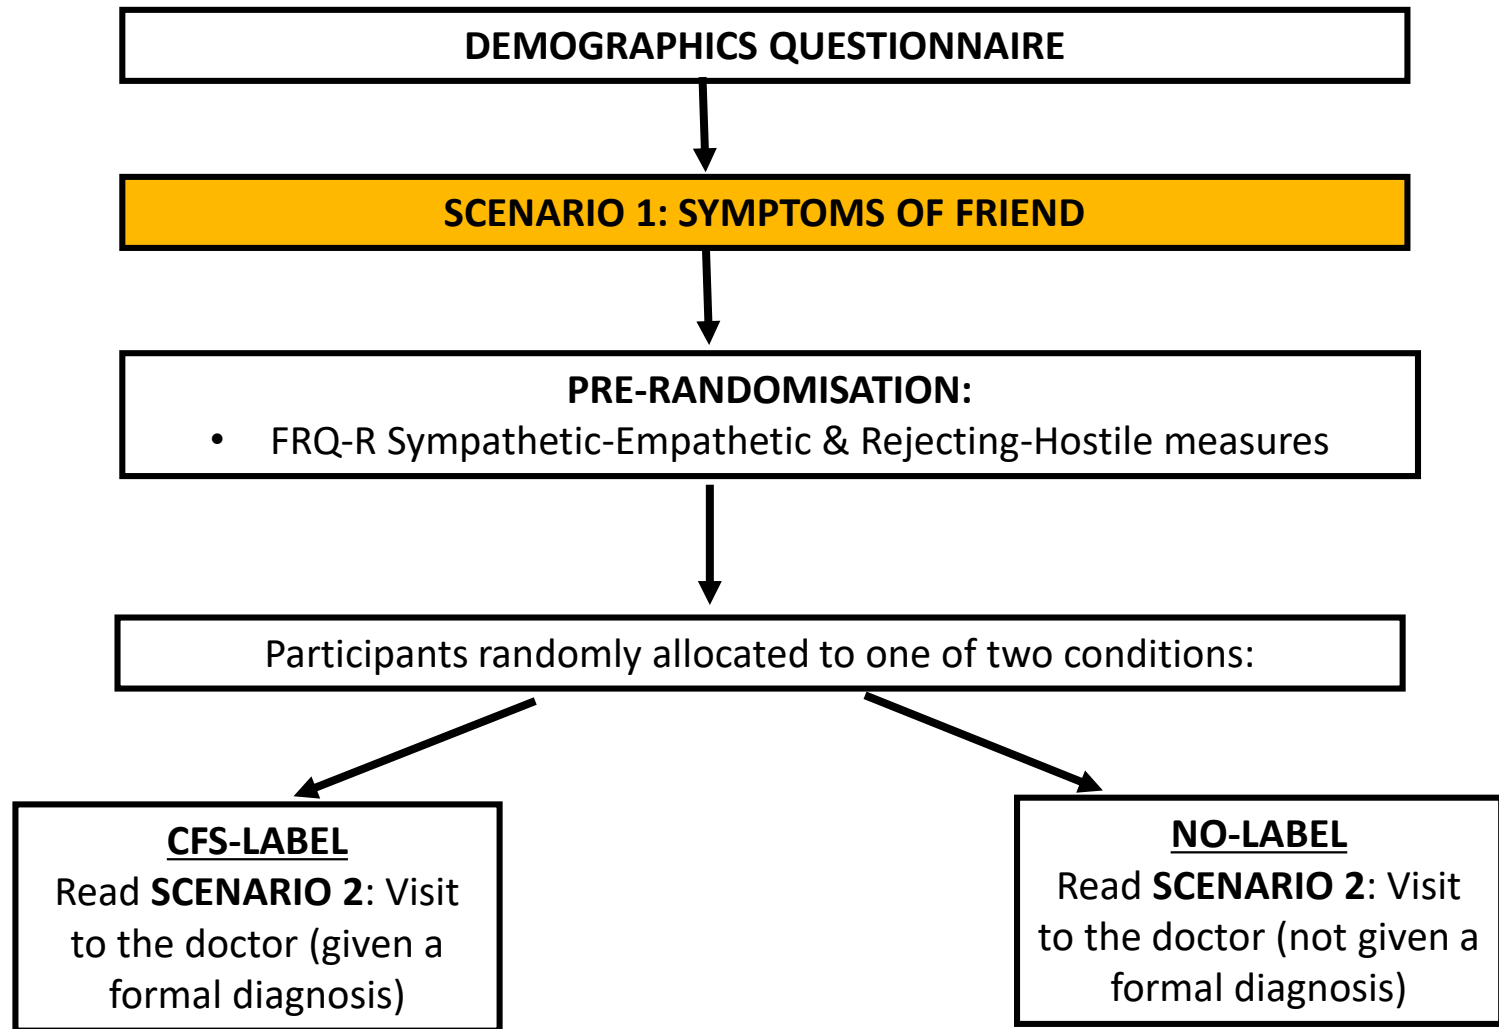 DEMOGRAPHICS QUESTIONNAIRE
SCENARIO 1: SYMPTOMS OF FRIEND
PRE-RANDOMISATION:
• FRQ-R Sympathetic-Empathetic & Rejecting-Hostile measures
Participants randomly allocated to one of two conditions:
CFS-LABEL
Read SCENARIO 2: Visit
to the doctor (given a
formal diagnosis)
NO-LABEL
Read SCENARIO 2: Visit
to the doctor (not given a
formal diagnosis)